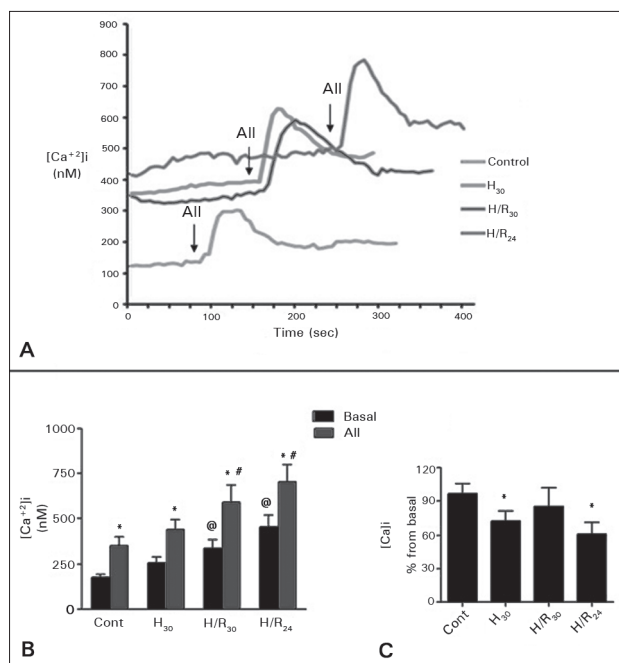 900
800
700
600
500
400
300
200
100
0
[Ca⁺²]i
(nM)
AII
AII
AII
Control
H₃₀
H/R₃₀
H/R₂₄
0 100 200 300 400
Time (sec)
A
Basal
AII
1000
750
500
250
0
[Ca⁺²]i
(nM)
* * @ * # @ * #
Cont H₃₀ H/R₃₀ H/R₂₄
B
120
90
60
30
0
[Ca]i
% from basal
* *
Cont H₃₀ H/R₃₀ H/R₂₄
C